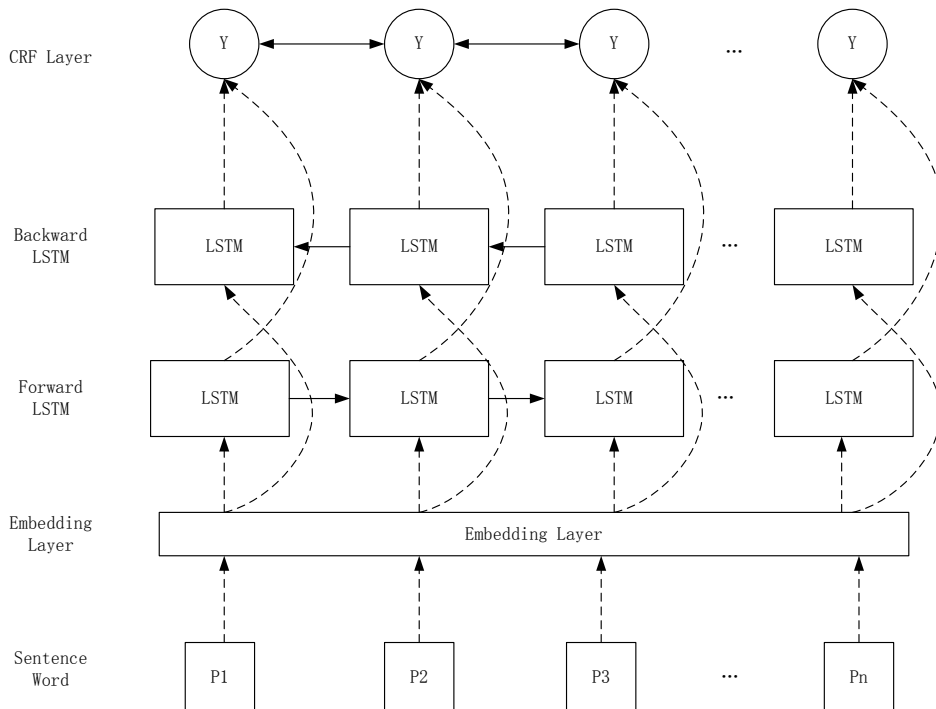 CRF Layer
Y Y Y ... Y
Backward
LSTM
LSTM LSTM LSTM ... LSTM
Forward
LSTM
LSTM LSTM LSTM ... LSTM
Embedding
Layer
Embedding Layer
Sentence
Word
P1 P2 P3 ... Pn